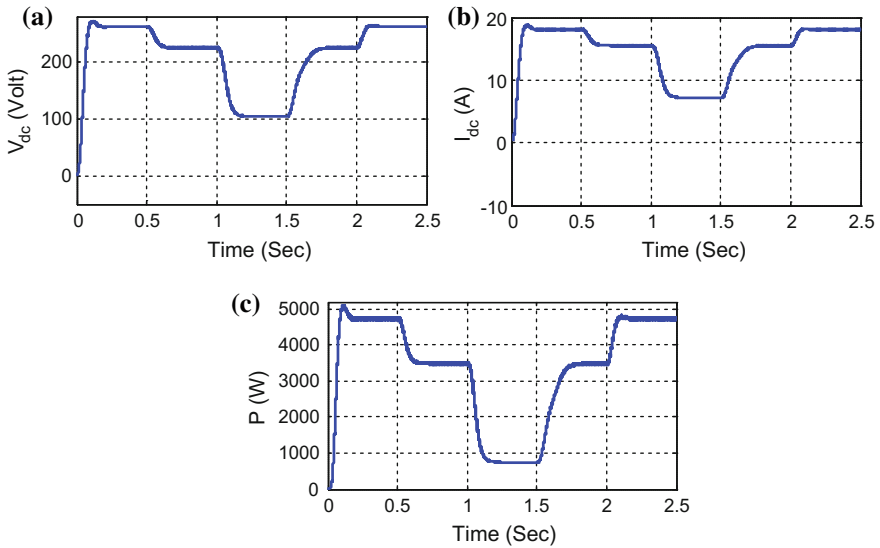 (a)
V_dc (Volt)
200
100
0
0 0.5 1 1.5 2 2.5
Time (Sec)
(b)
I_dc (A)
20
10
0
-10
0 0.5 1 1.5 2 2.5
Time (Sec)
(c)
P (W)
5000
4000
3000
2000
1000
0
0 0.5 1 1.5 2 2.5
Time (Sec)